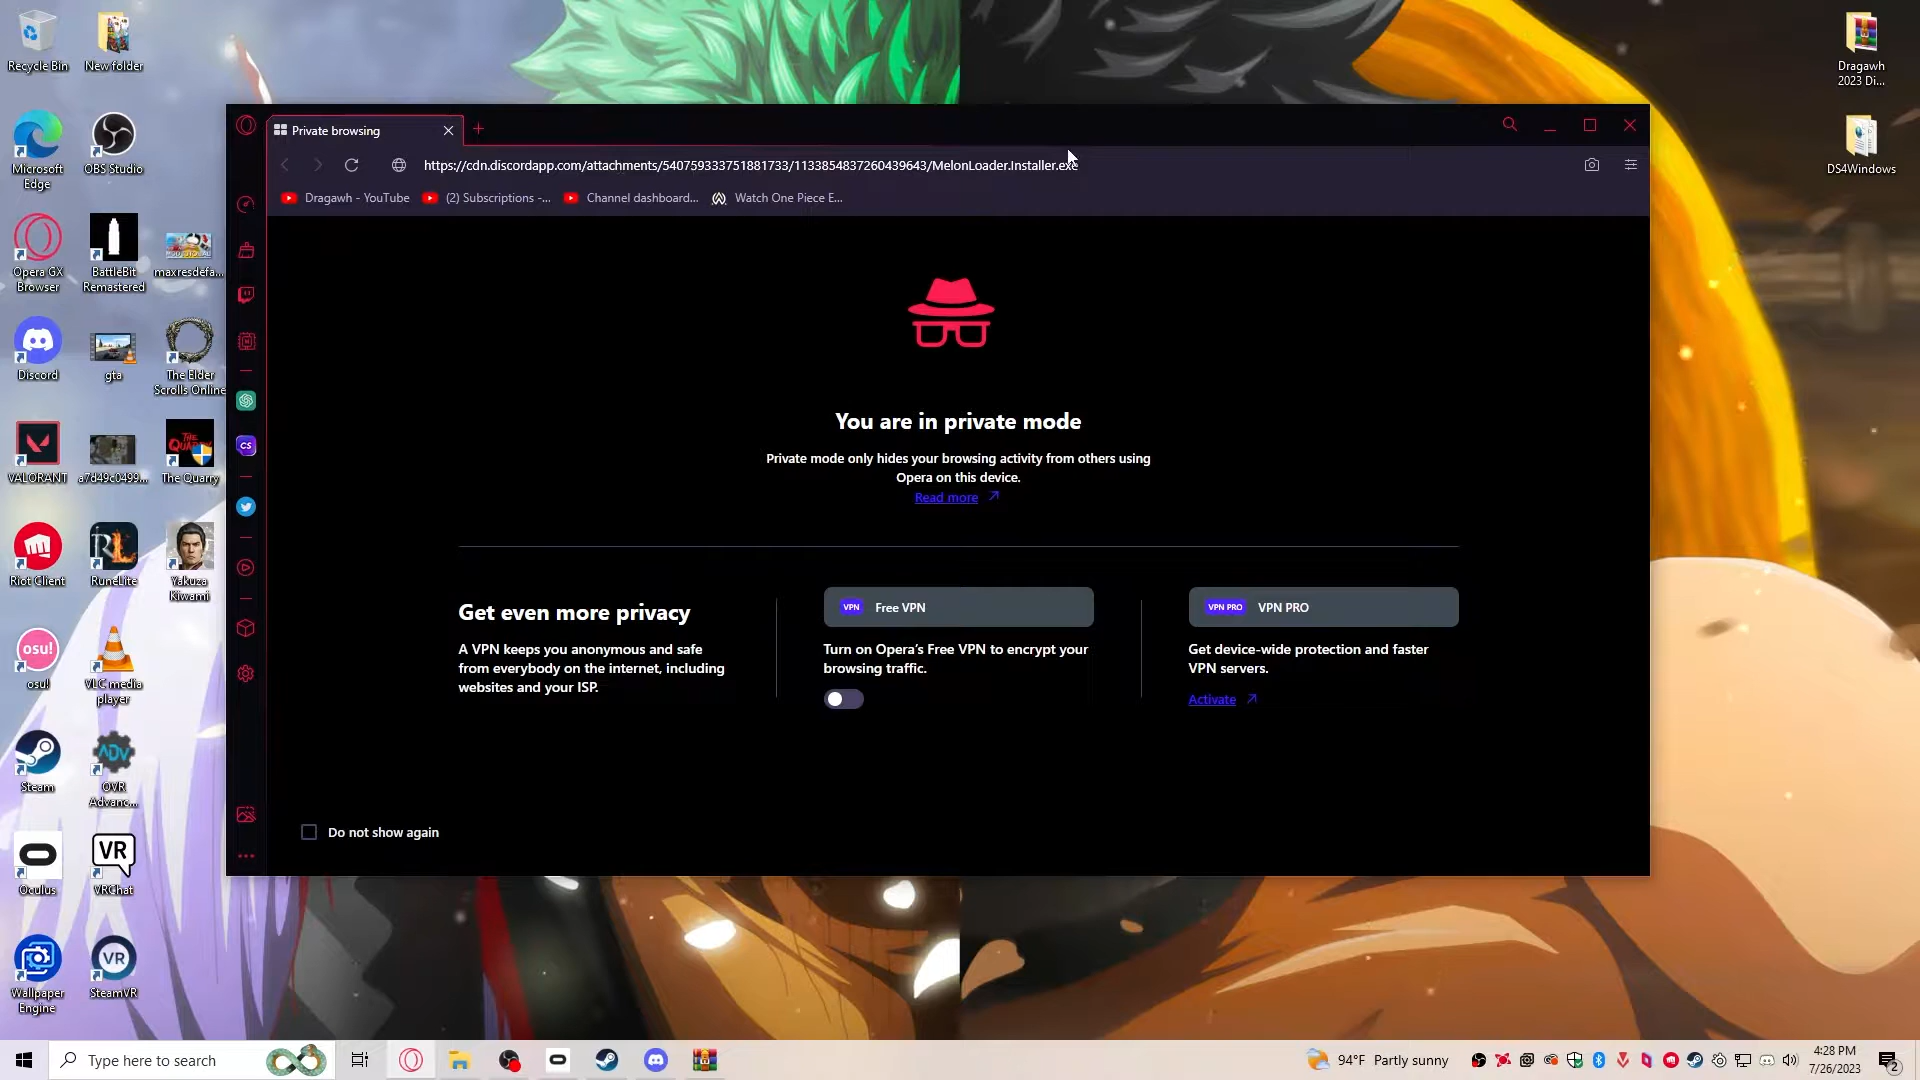 Recycle Bin
New folder
Dragawh
2023 Di...
Microsoft
Edge
OBS Studio
DS4Windows
Opera GX
Browser
BattleBit
Remastered
maxresdefa...
Discord
gta
The Elder
Scrolls Online
VALORANT
a7d49c0499...
The Quarry
Riot Client
RuneLite
Yakuza
Kiwami
osu!
osu!
VLC media
player
Steam
ADV
OVR
Advanc...
Oculus
VR
VRChat
Wallpaper
Engine
VR
SteamVR
Private browsing
https://cdn.discordapp.com/attachments/540759333751881733/1133854837260439643/MelonLoader.Installer.exe
Dragawh - YouTube
(2) Subscriptions -...
Channel dashboard...
Watch One Piece E...
CS
You are in private mode
Private mode only hides your browsing activity from others using
Opera on this device.
Read more
Get even more privacy
A VPN keeps you anonymous and safe
from everybody on the internet, including
websites and your ISP.
VPN Free VPN
Turn on Opera's Free VPN to encrypt your
browsing traffic.
VPN PRO VPN PRO
Get device-wide protection and faster
VPN servers.
Activate
Do not show again
Type here to search
94°F Partly sunny
4:28 PM
7/26/2023
2